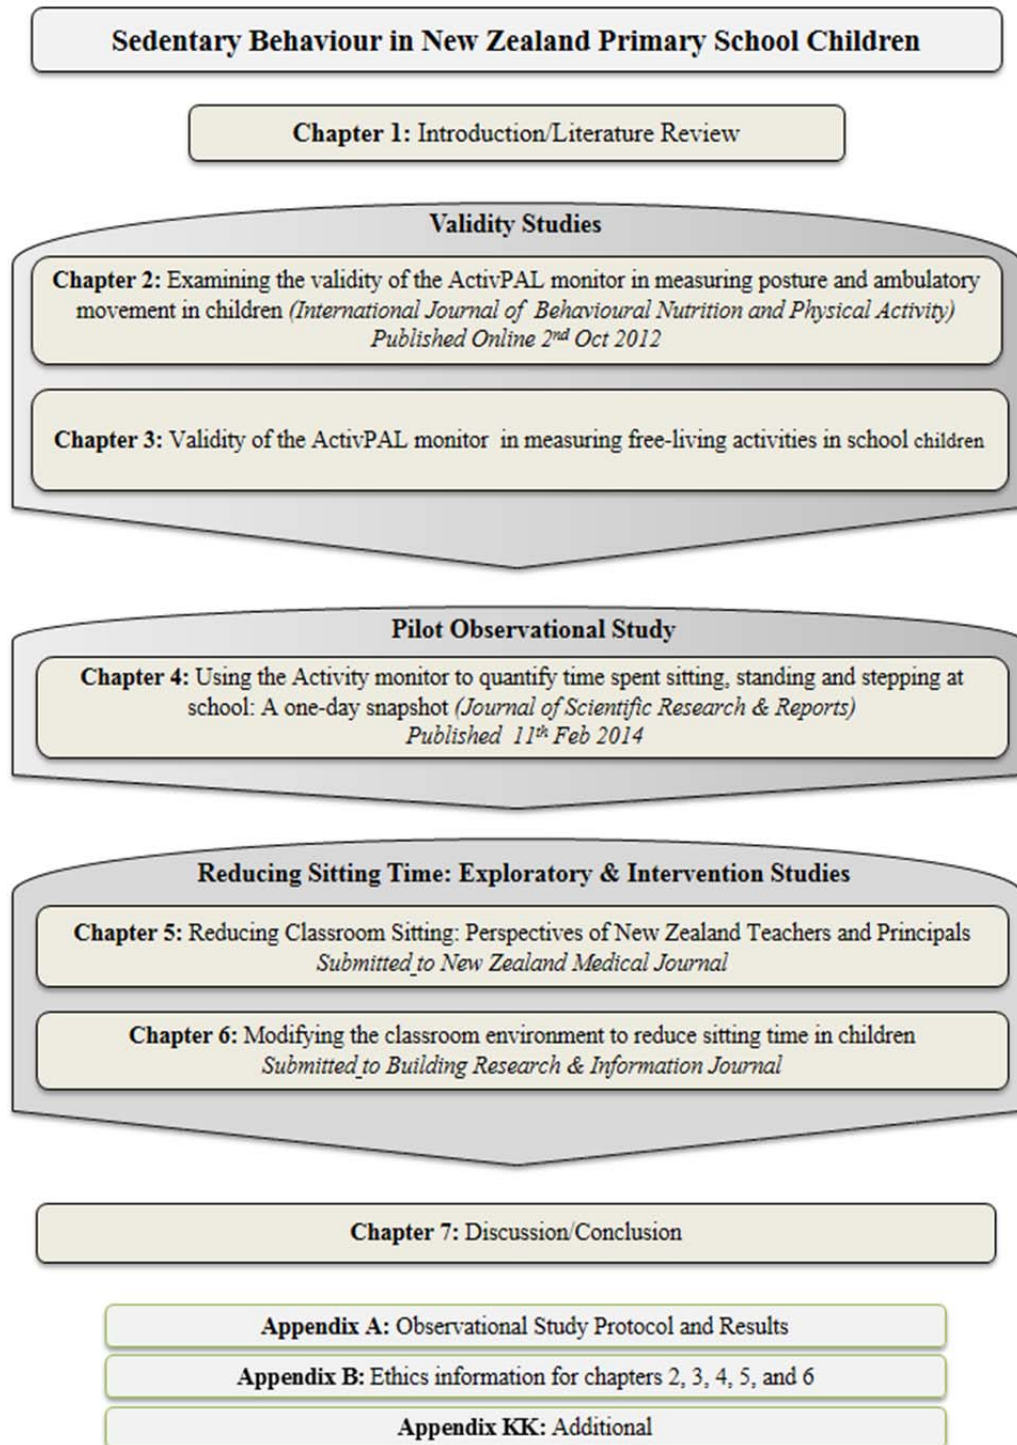 Sedentary Behaviour in New Zealand Primary School Children
Chapter 1: Introduction/Literature Review
Validity Studies
Chapter 2: Examining the validity of the ActivPAL monitor in measuring posture and ambulatory
movement in children (International Journal of Behavioural Nutrition and Physical Activity)
Published Online 2nd Oct 2012
Chapter 3: Validity of the ActivPAL monitor in measuring free-living activities in school children
Pilot Observational Study
Chapter 4: Using the Activity monitor to quantify time spent sitting, standing and stepping at
school: A one-day snapshot (Journal of Scientific Research & Reports)
Published 11th Feb 2014
Reducing Sitting Time: Exploratory & Intervention Studies
Chapter 5: Reducing Classroom Sitting: Perspectives of New Zealand Teachers and Principals
Submitted to New Zealand Medical Journal
Chapter 6: Modifying the classroom environment to reduce sitting time in children
Submitted to Building Research & Information Journal
Chapter 7: Discussion/Conclusion
Appendix A: Observational Study Protocol and Results
Appendix B: Ethics information for chapters 2, 3, 4, 5, and 6
Appendix KK: Additional